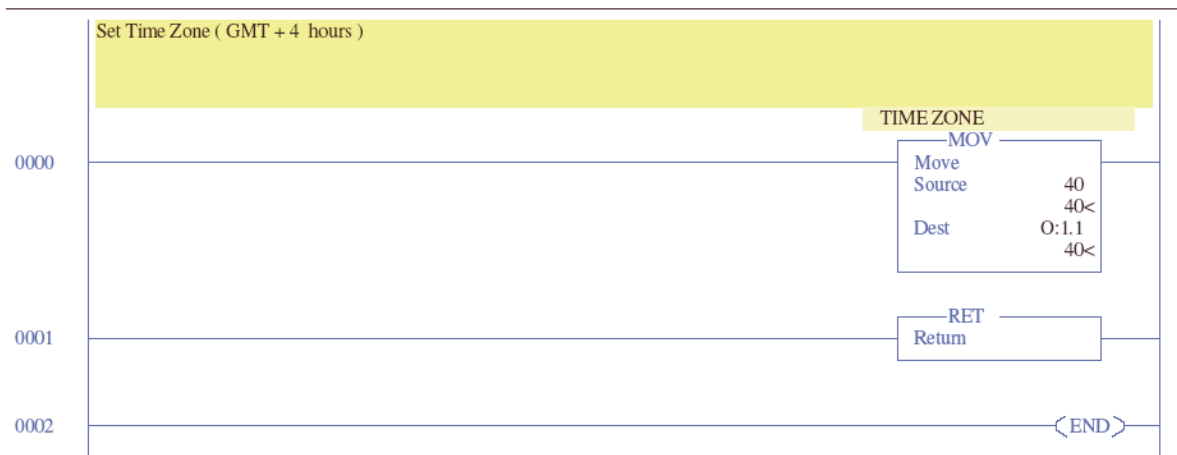 Set Time Zone ( GMT + 4 hours )
TIME ZONE
MOV
0000
Move
Source 40
40<
Dest O:1.1
40<
RET
0001
Return
0002
END